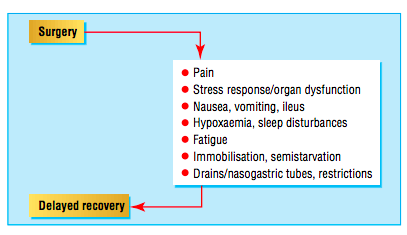 Surgery
● Pain
● Stress response/organ dysfunction
● Nausea, vomiting, ileus
● Hypoxaemia, sleep disturbances
● Fatigue
● Immobilisation, semistarvation
● Drains/nasogastric tubes, restrictions
Delayed recovery